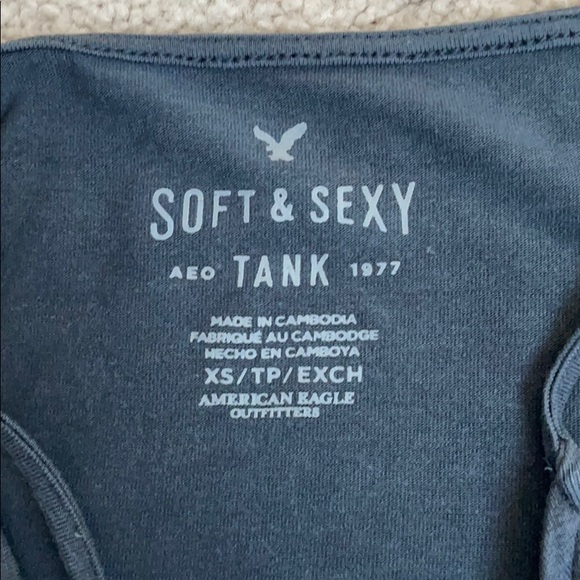 SOFT & SEXY
AEO TANK 1977
MADE IN CAMBODIA
FABRIQUÉ AU CAMBODGE
HECHO EN CAMBOYA
XS/TP/EXCH
AMERICAN EAGLE
OUTFITTERS